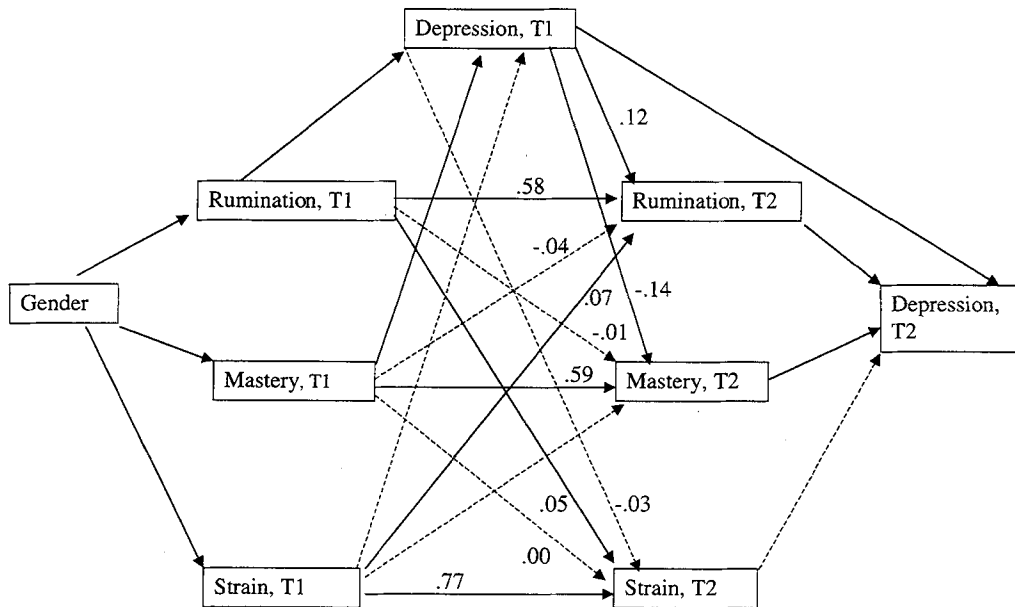 Depression, T1
.12
Rumination, T1
.58
Rumination, T2
-.04
Gender
.07
-.14
Depression,
T2
-.01
Mastery, T1
.59
Mastery, T2
.05
-.03
.00
Strain, T1
.77
Strain, T2